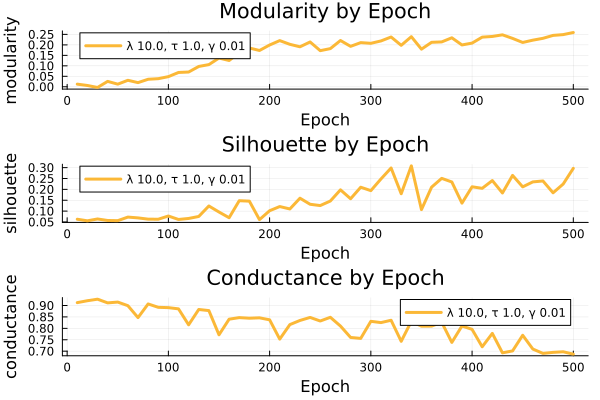 Modularity by Epoch
modularity
0.25
0.20
0.15
0.10
0.05
0.00
λ 10.0, τ 1.0, γ 0.01
0 100 200 300 400 500
Epoch
Silhouette by Epoch
silhouette
0.30
0.25
0.20
0.15
0.10
0.05
λ 10.0, τ 1.0, γ 0.01
0 100 200 300 400 500
Epoch
Conductance by Epoch
conductance
0.90
0.85
0.80
0.75
0.70
λ 10.0, τ 1.0, γ 0.01
0 100 200 300 400 500
Epoch